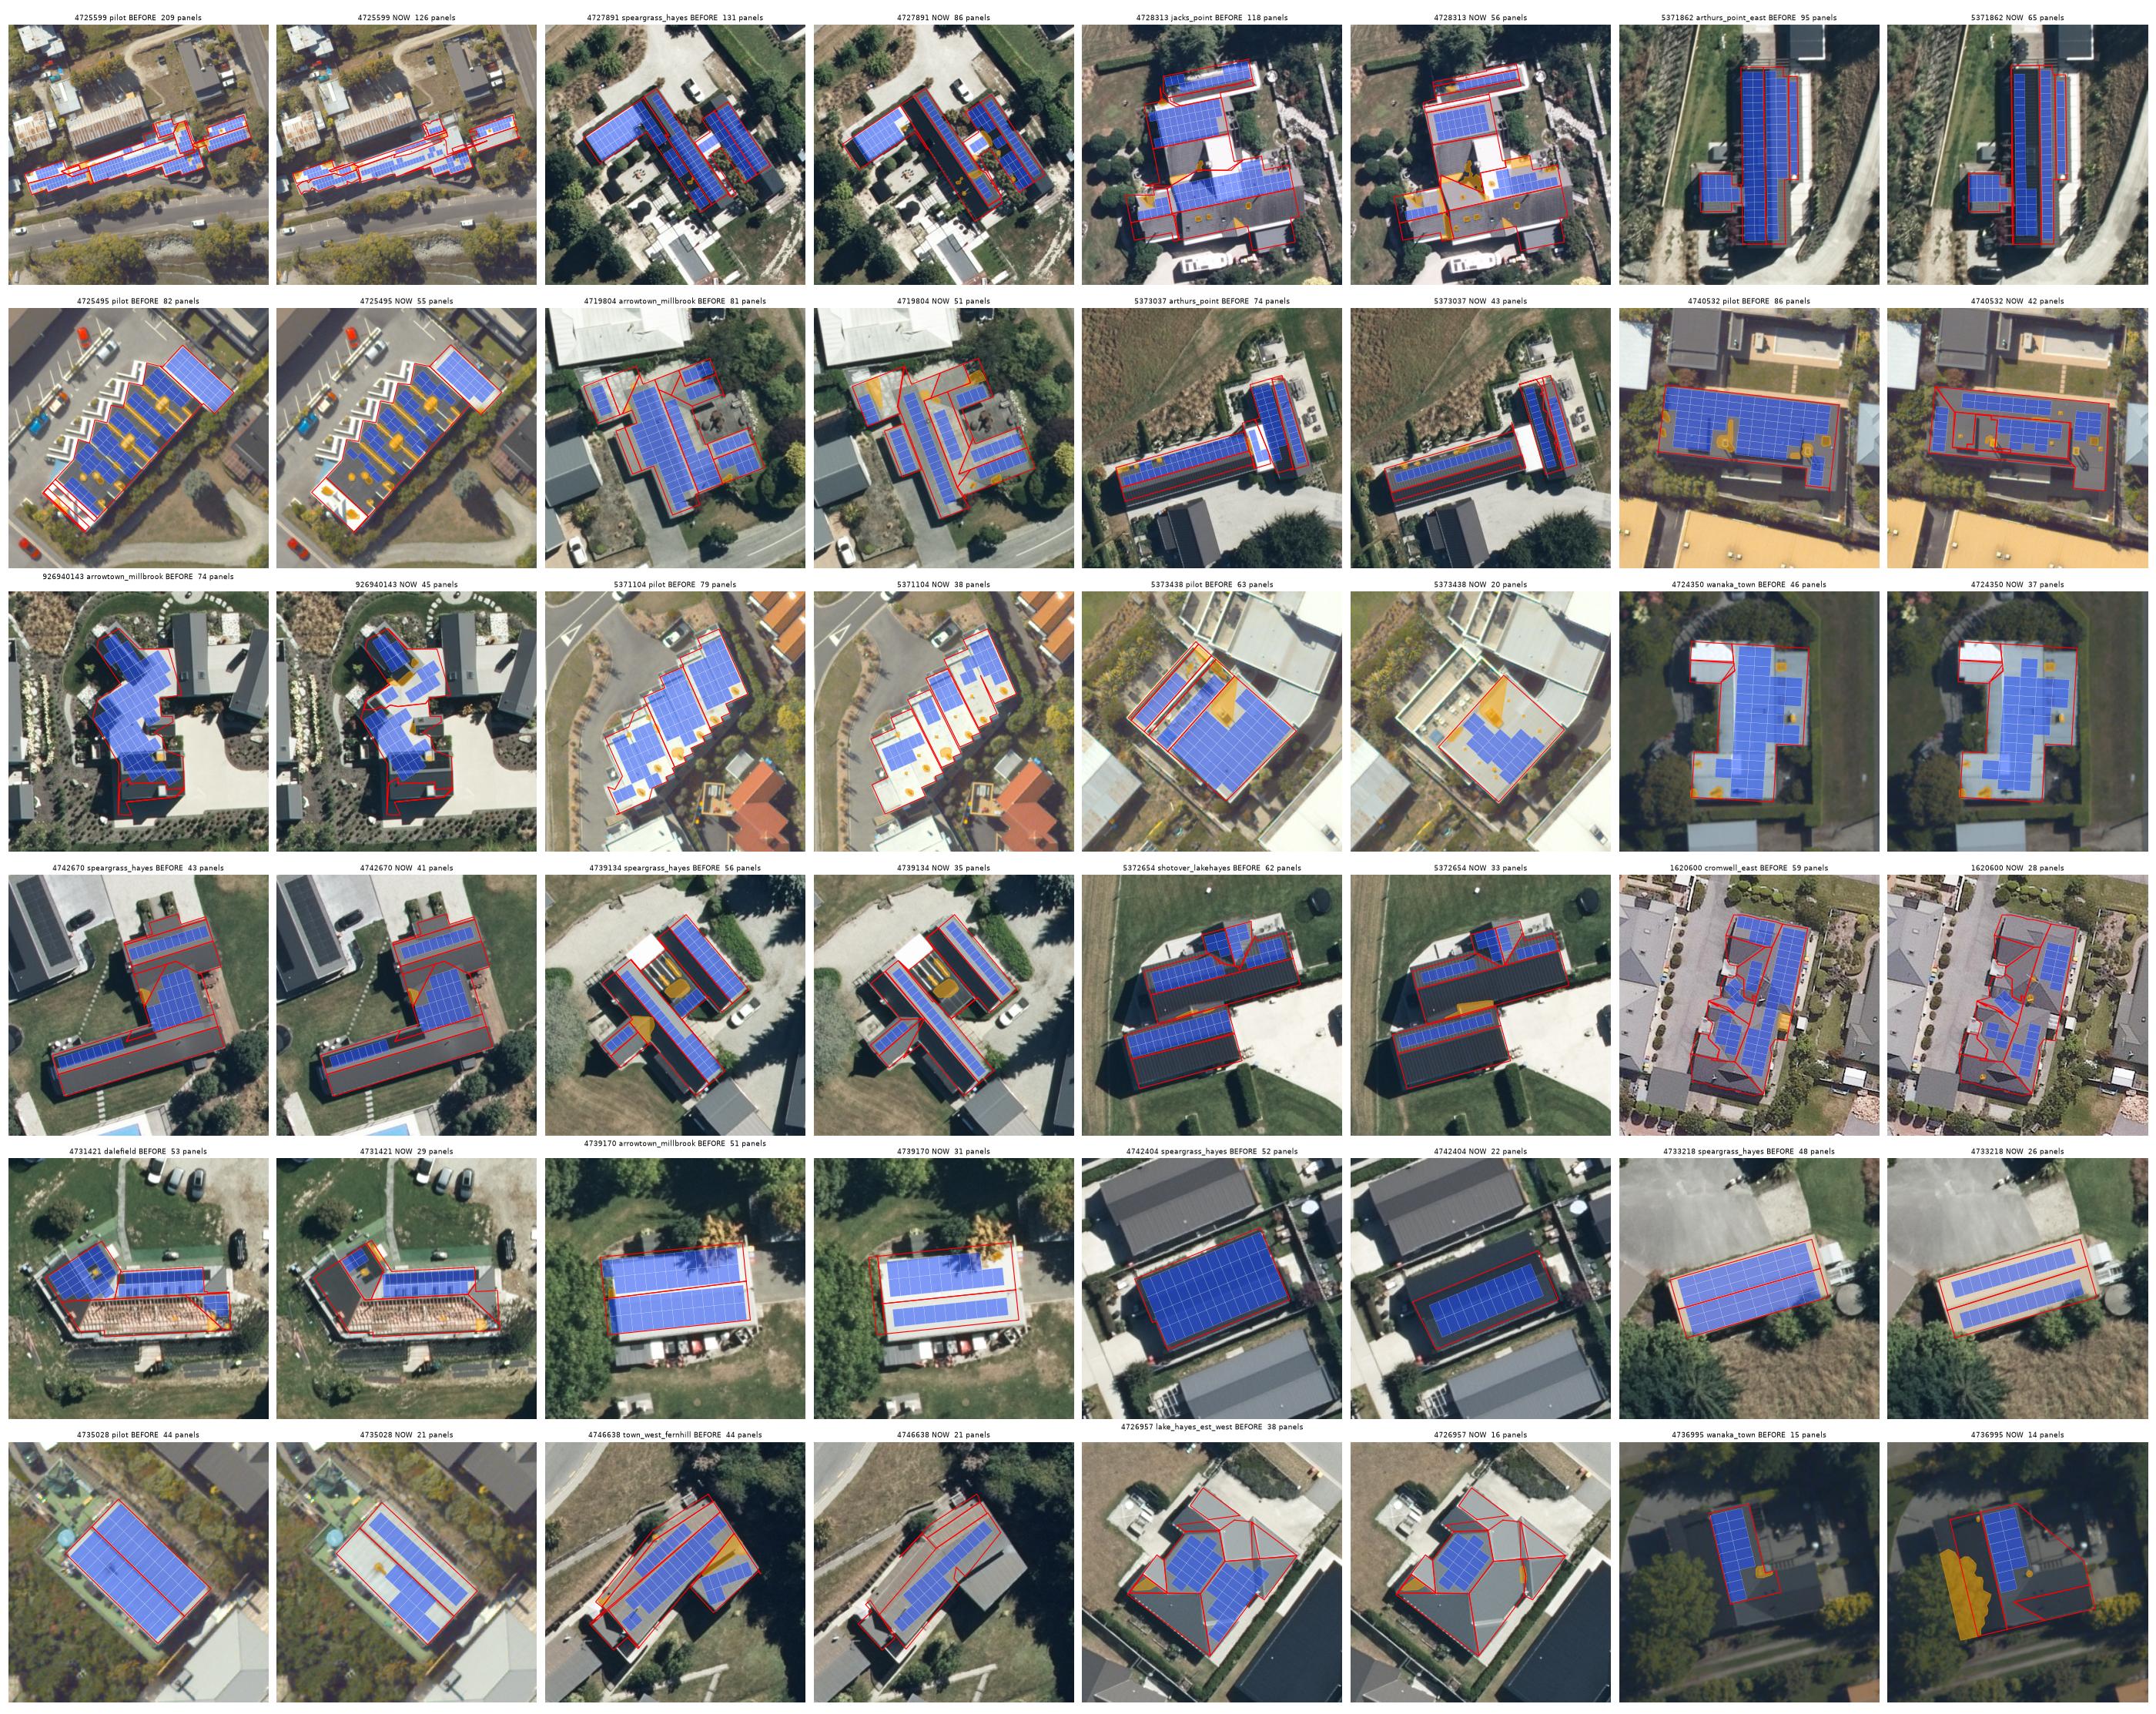 4725599 pilot BEFORE  209 panels
4725599 NOW  126 panels
4727891 speargrass_hayes BEFORE  131 panels
4727891 NOW  86 panels
4728313 jacks_point BEFORE  118 panels
4728313 NOW  56 panels
5371862 arthurs_point_east BEFORE  95 panels
5371862 NOW  65 panels
4725495 pilot BEFORE  82 panels
4725495 NOW  55 panels
4719804 arrowtown_millbrook BEFORE  81 panels
4719804 NOW  51 panels
5373037 arthurs_point BEFORE  74 panels
5373037 NOW  43 panels
4740532 pilot BEFORE  86 panels
4740532 NOW  42 panels
926940143 arrowtown_millbrook BEFORE  74 panels
926940143 NOW  45 panels
5371104 pilot BEFORE  79 panels
5371104 NOW  38 panels
5373438 pilot BEFORE  63 panels
5373438 NOW  20 panels
4724350 wanaka_town BEFORE  46 panels
4724350 NOW  37 panels
4742670 speargrass_hayes BEFORE  43 panels
4742670 NOW  41 panels
4739134 speargrass_hayes BEFORE  56 panels
4739134 NOW  35 panels
5372654 shotover_lakehayes BEFORE  62 panels
5372654 NOW  33 panels
1620600 cromwell_east BEFORE  59 panels
1620600 NOW  28 panels
4731421 dalefield BEFORE  53 panels
4731421 NOW  29 panels
4739170 arrowtown_millbrook BEFORE  51 panels
4739170 NOW  31 panels
4742404 speargrass_hayes BEFORE  52 panels
4742404 NOW  22 panels
4733218 speargrass_hayes BEFORE  48 panels
4733218 NOW  26 panels
4735028 pilot BEFORE  44 panels
4735028 NOW  21 panels
4746638 town_west_fernhill BEFORE  44 panels
4746638 NOW  21 panels
4726957 lake_hayes_est_west BEFORE  38 panels
4726957 NOW  16 panels
4736995 wanaka_town BEFORE  15 panels
4736995 NOW  14 panels